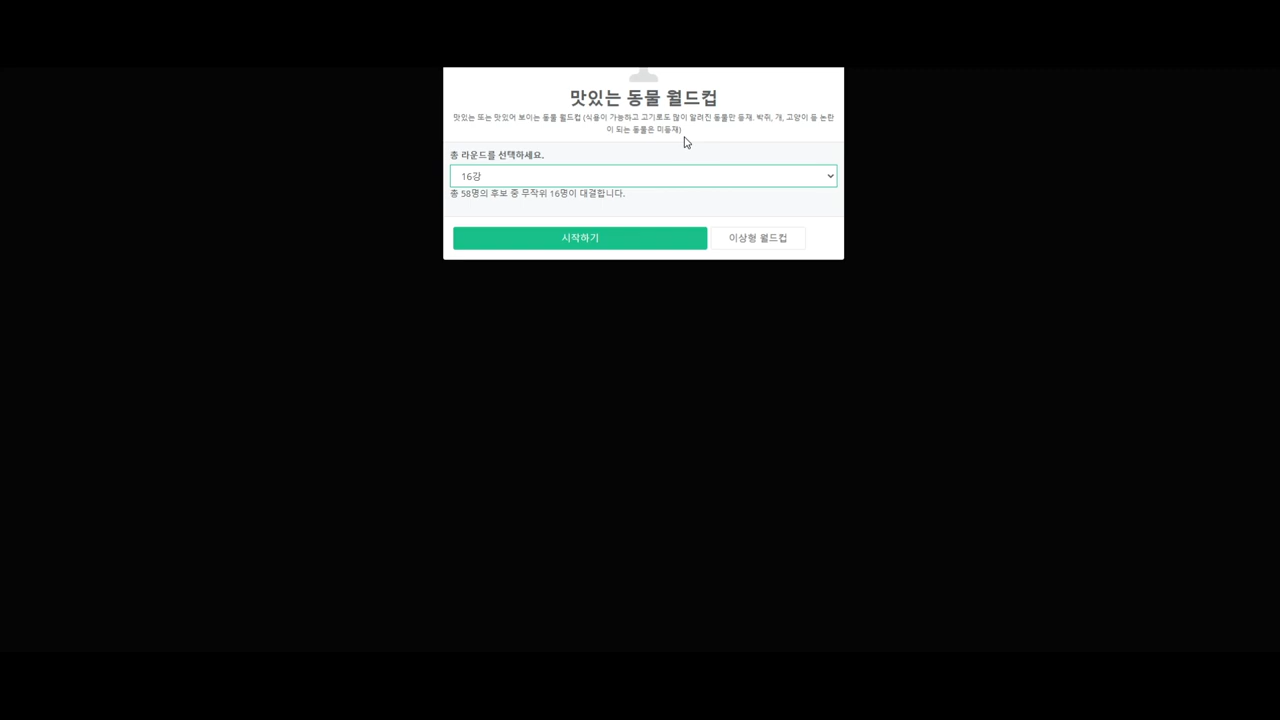 맛있는 동물 월드컵
맛있는 또는 맛있어 보이는 동물 월드컵 (식용이 가능하고 고기로도 많이 알려진 동물만 등재. 박쥐, 개, 고양이 등 논란
이 되는 동물은 미등재)
총 라운드를 선택하세요.
16강
총 58명의 후보 중 무작위 16명이 대결합니다.
시작하기 이상형 월드컵